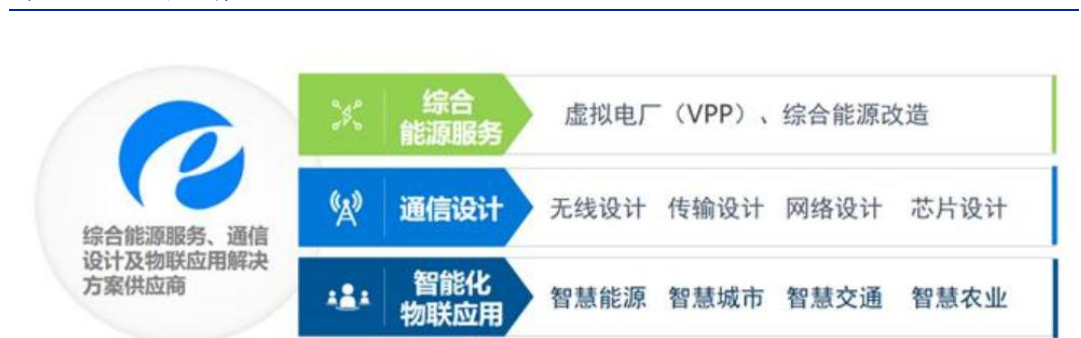 综合能源服务、通信
设计及物联应用解决
方案供应商
综合
能源服务
虚拟电厂（VPP）、综合能源改造
通信设计
无线设计 传输设计 网络设计 芯片设计
智能化
物联应用
智慧能源 智慧城市 智慧交通 智慧农业